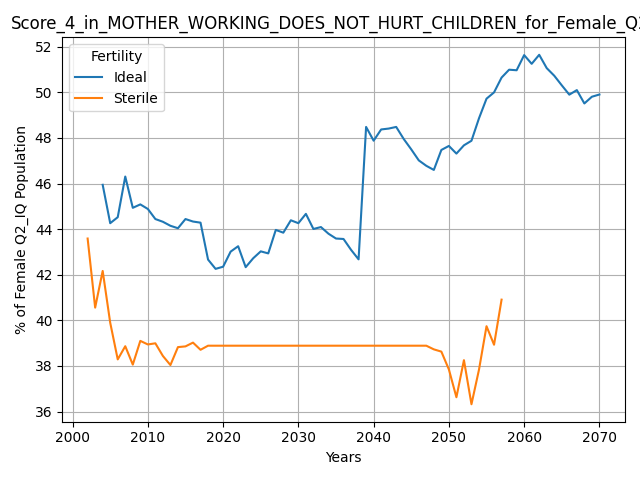 Score_4_in_MOTHER_WORKING_DOES_NOT_HURT_CHILDREN_for_Female_Q
Fertility
Ideal
Sterile
% of Female Q2_IQ Population
52
50
48
46
44
42
40
38
36
2000 2010 2020 2030 2040 2050 2060 2070
Years